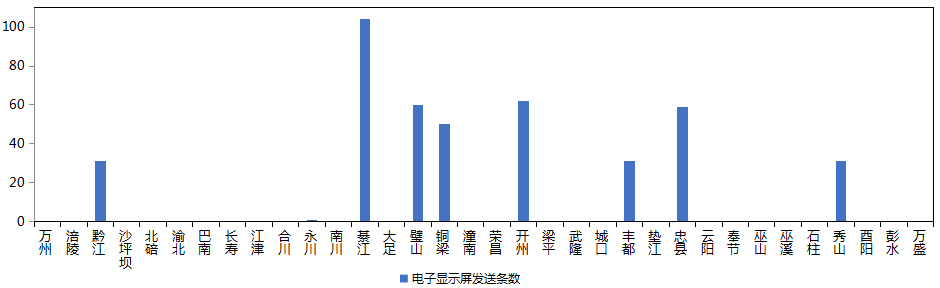 100
80
60
40
20
0
万州
涪陵
黔江
沙坪坝
北碚
渝北
巴南
长寿
江津
合川
永川
南川
綦江
大足
璧山
铜梁
潼南
荣昌
开州
梁平
武隆
城口
丰都
垫江
忠县
云阳
奉节
巫山
巫溪
石柱
秀山
酉阳
彭水
万盛
电子显示屏发送条数